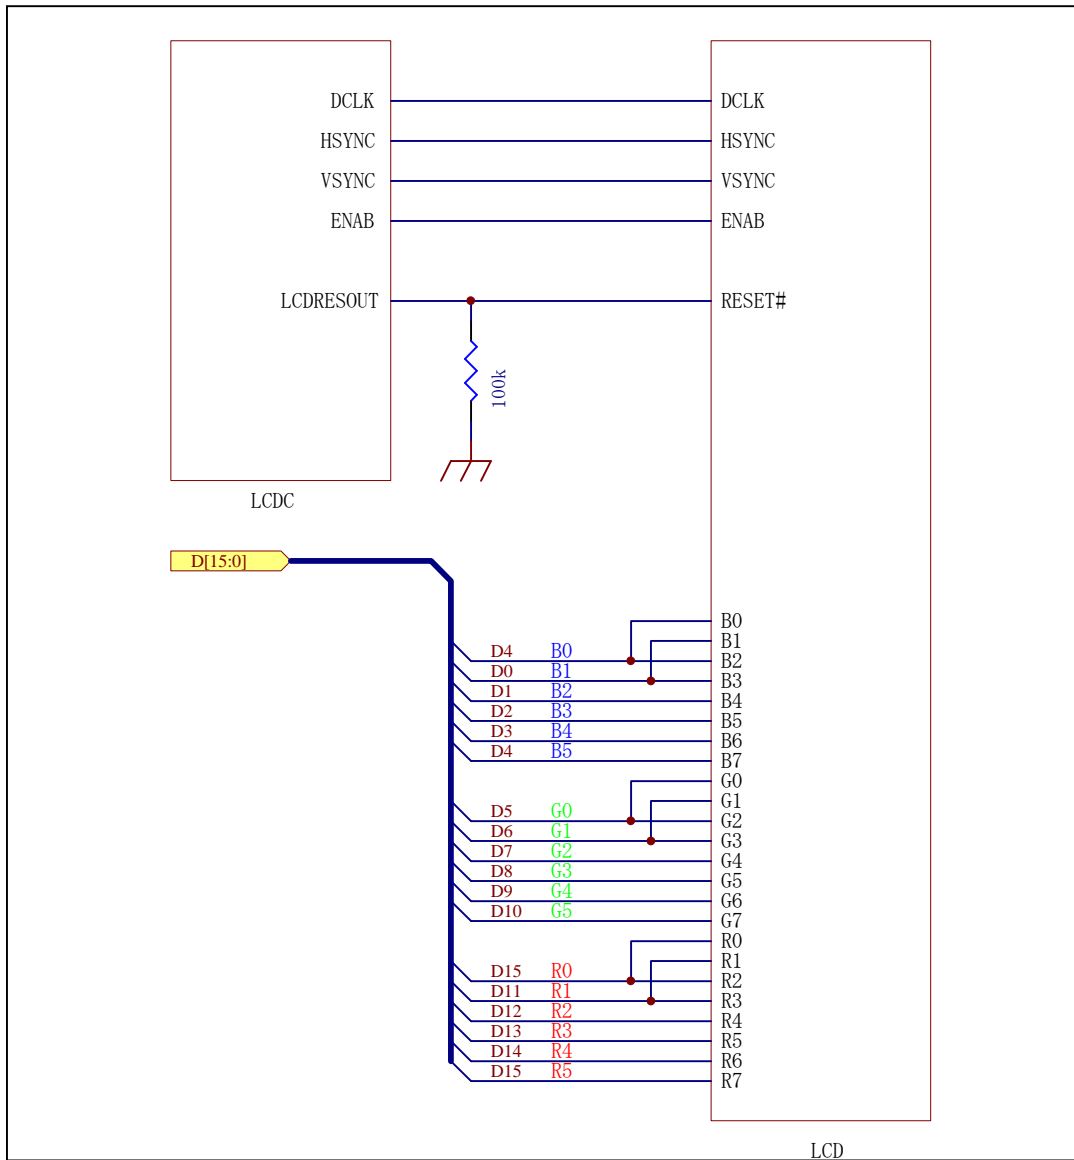 DCLK DCLK
HSYNC HSYNC
VSYNC VSYNC
ENAB ENAB
LCDRESOUT RESET#
100k
LCDC
D[15:0]
B0
B1
D4 B0 B2
D0 B1 B3
D1 B2 B4
D2 B3 B5
D3 B4 B6
D4 B5 B7
G0
G1
D5 G0 G2
D6 G1 G3
D7 G2 G4
D8 G3 G5
D9 G4 G6
D10 G5 G7
R0
R1
D15 R0 R2
D11 R1 R3
D12 R2 R4
D13 R3 R5
D14 R4 R6
D15 R5 R7
LCD